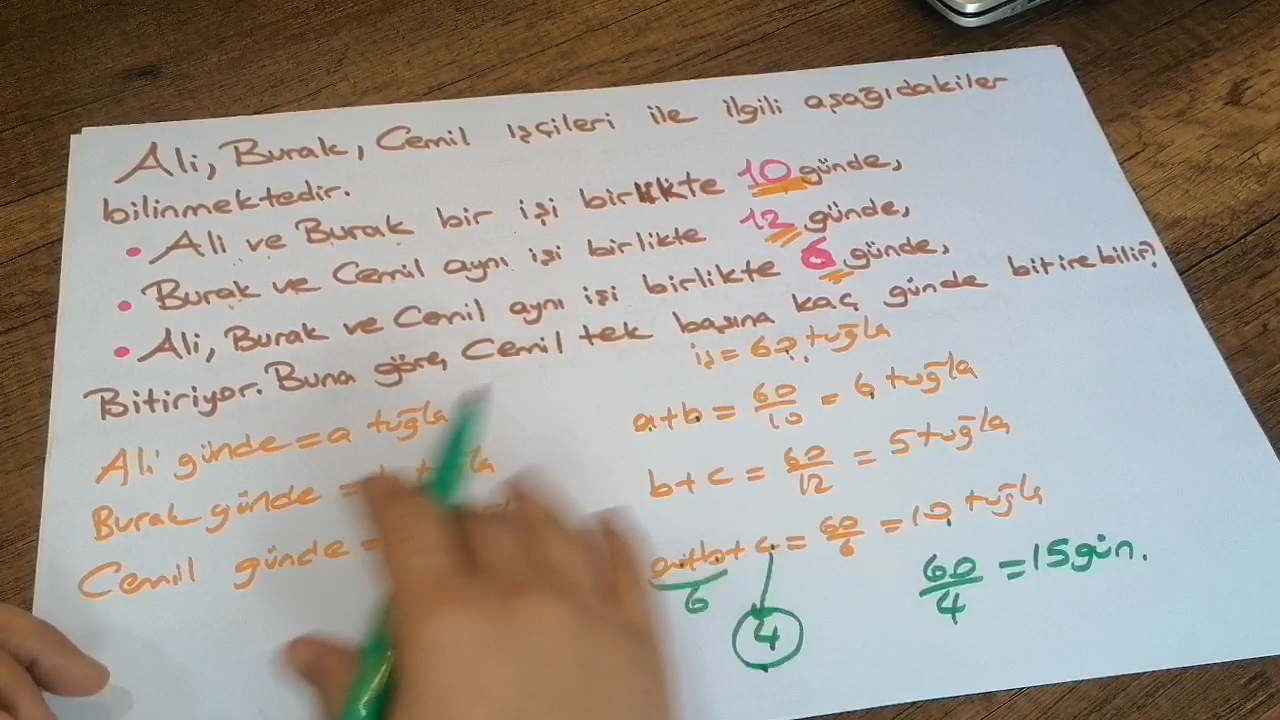 Ali, Burak, Cemil işçileri ile ilgili aşağıdakiler
bilinmektedir.
• Ali ve Burak bir işi birlikte 10 günde,
• Burak ve Cemil aynı işi birlikte 12 günde,
• Ali, Burak ve Cemil aynı işi birlikte 6 günde,
Bitiriyor. Buna göre, Cemil tek başına kaç günde bitirebilir?
iş = 60 tuğla
Ali günde = a tuğla
Burak günde =
Cemil günde =
a+b = 60/10 = 6 tuğla
b+c = 60/12 = 5 tuğla
a+b+c = 60/6 = 10 tuğla
6
4
60/4 = 15 gün.